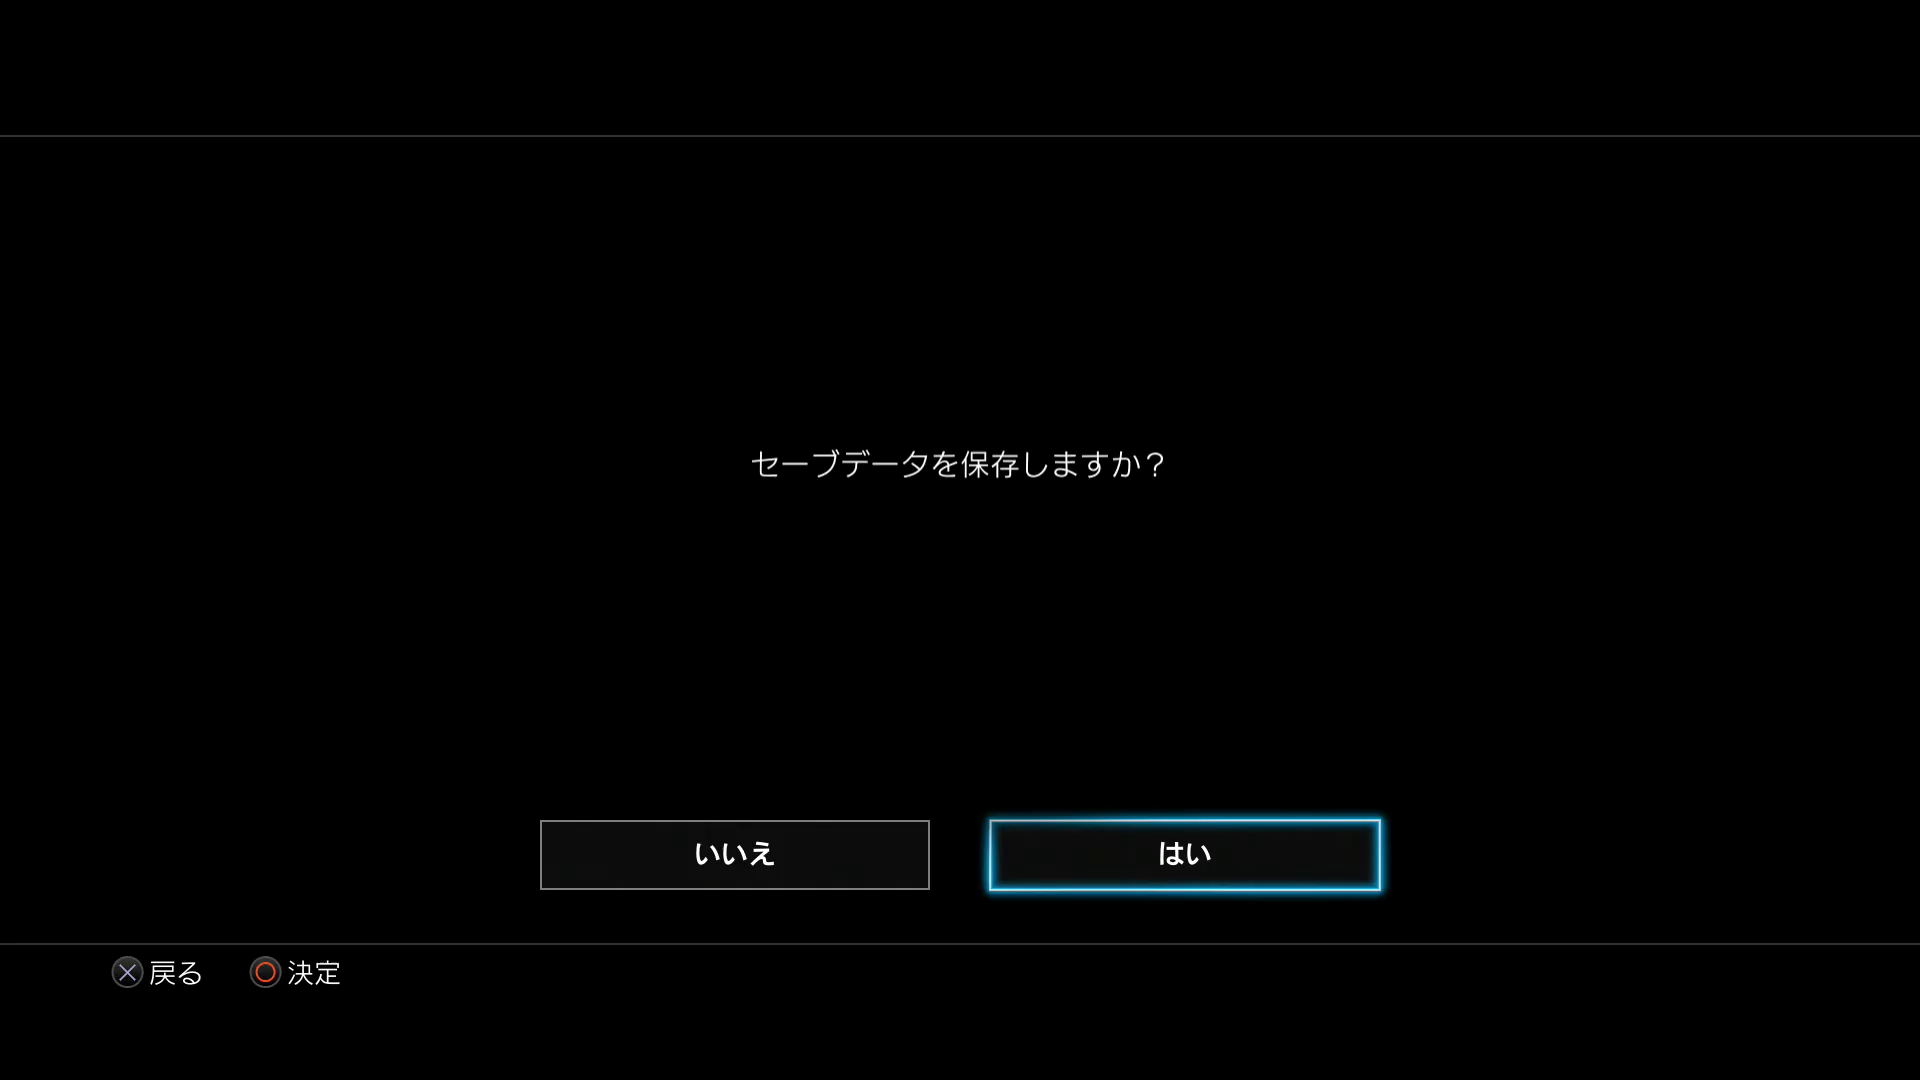 セーブデータを保存しますか？
いいえ
はい
戻る
決定